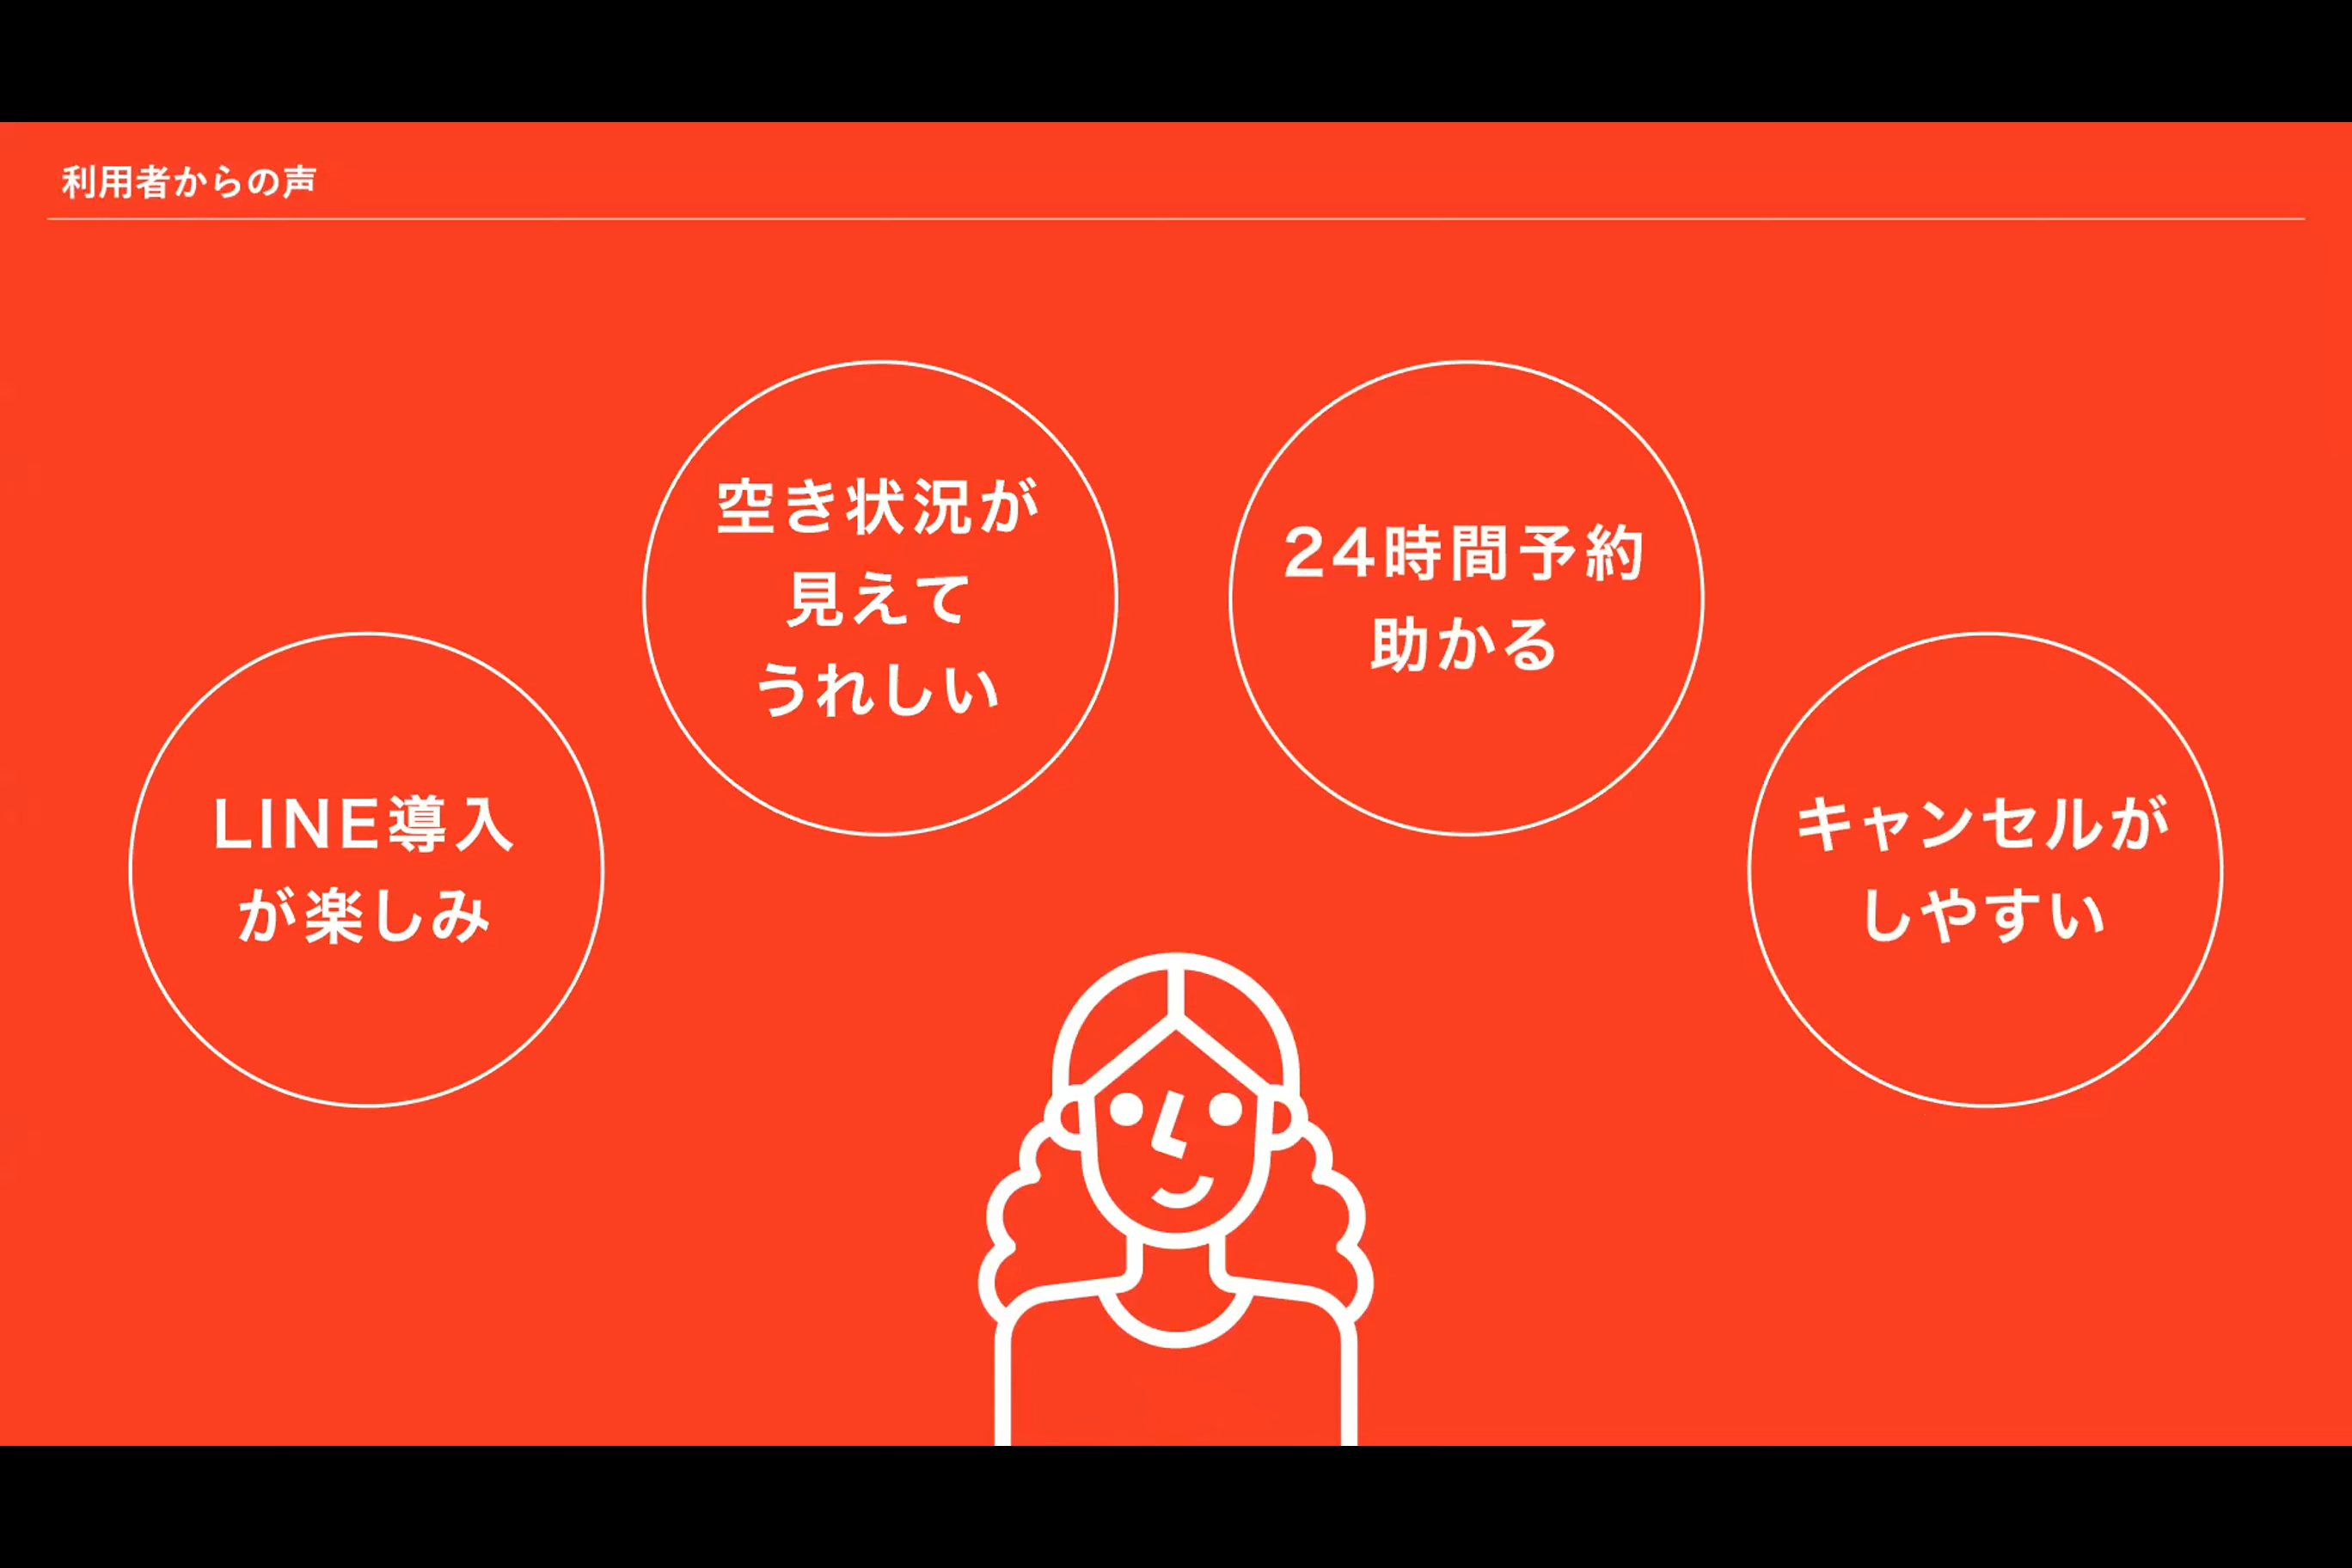 利用者からの声
LINE導入
が楽しみ
空き状況が
見えて
うれしい
24時間予約
助かる
キャンセルが
しやすい